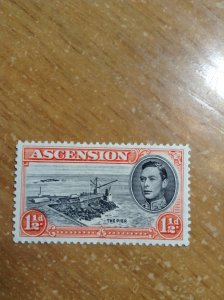 ASCENSION
THE PIER
1½d 1½d